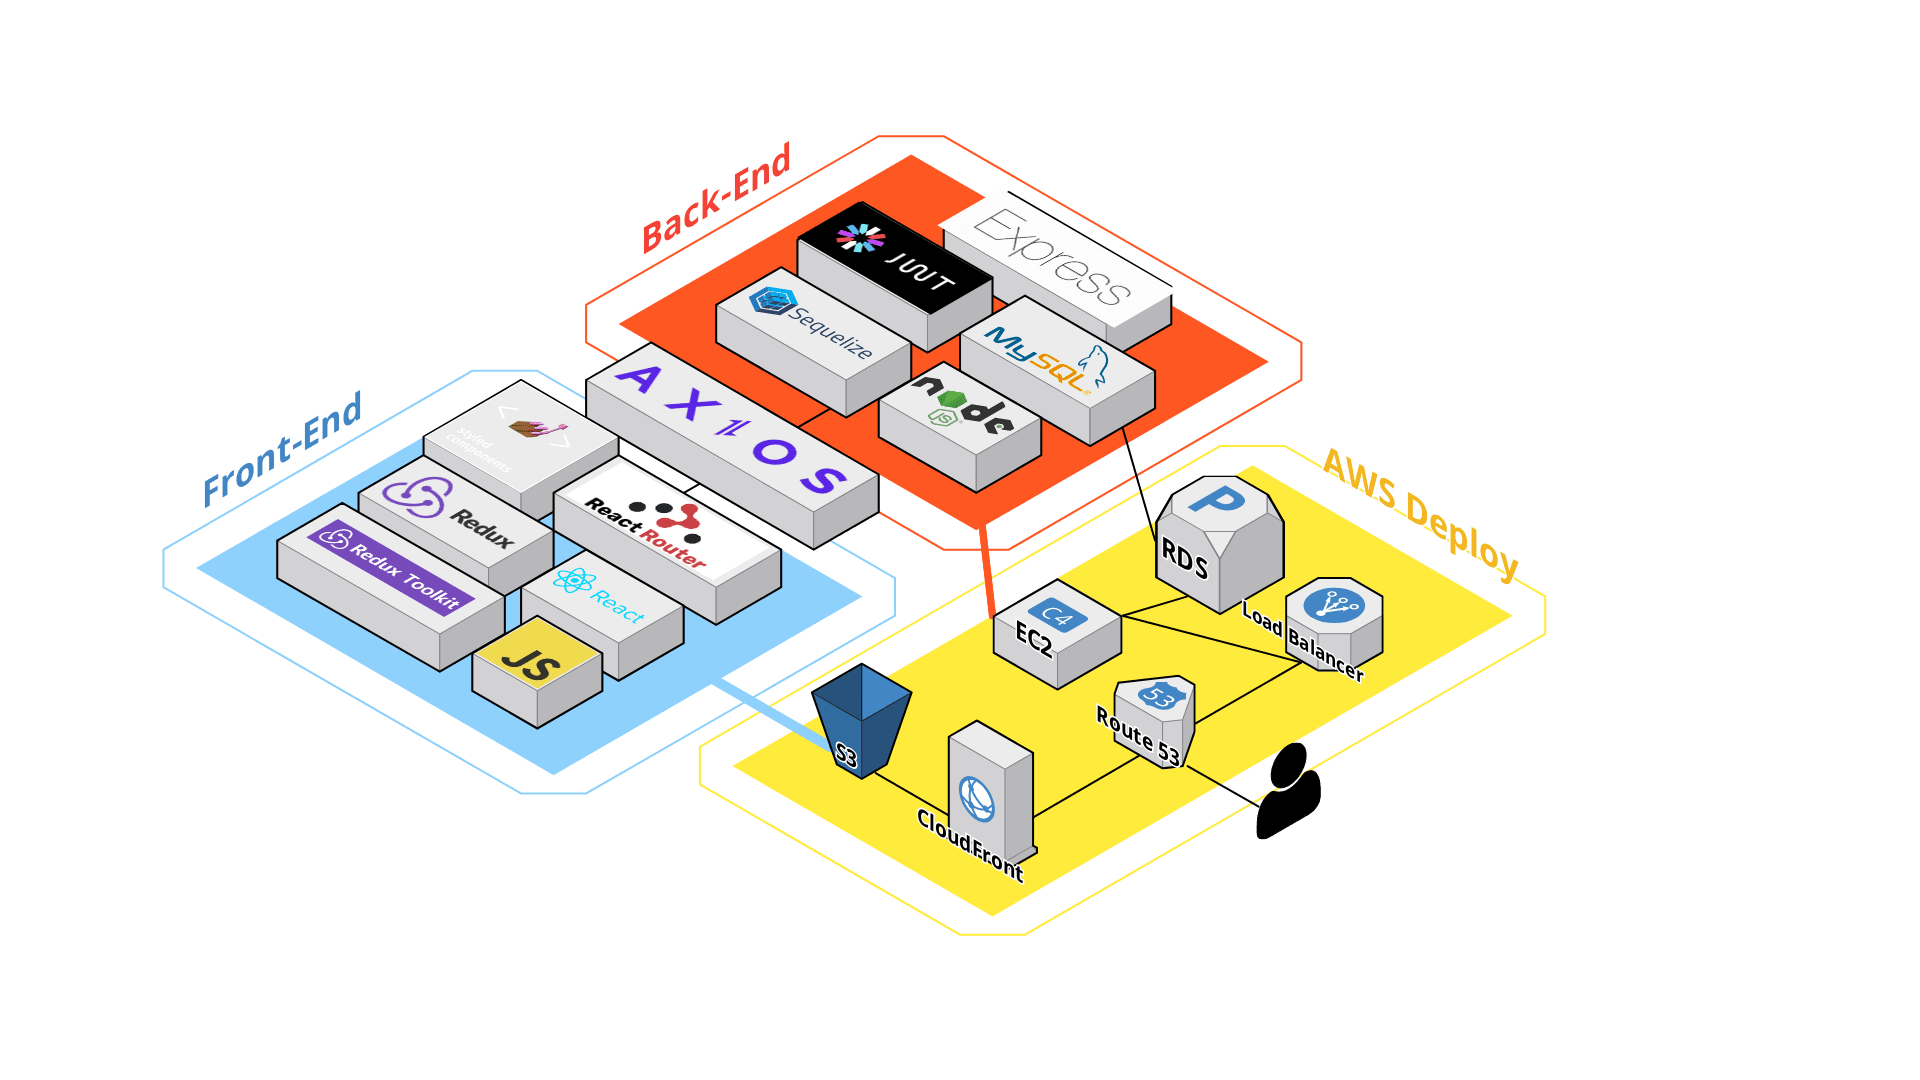 Back-End
Express
JWT
Sequelize
MySQL
node
JS
AXIOS
Front-End
styled
components
Redux
React Router
Redux Toolkit
React
JS
AWS Deploy
P
RDS
Load Balancer
C4
EC2
53
Route 53
S3
CloudFront